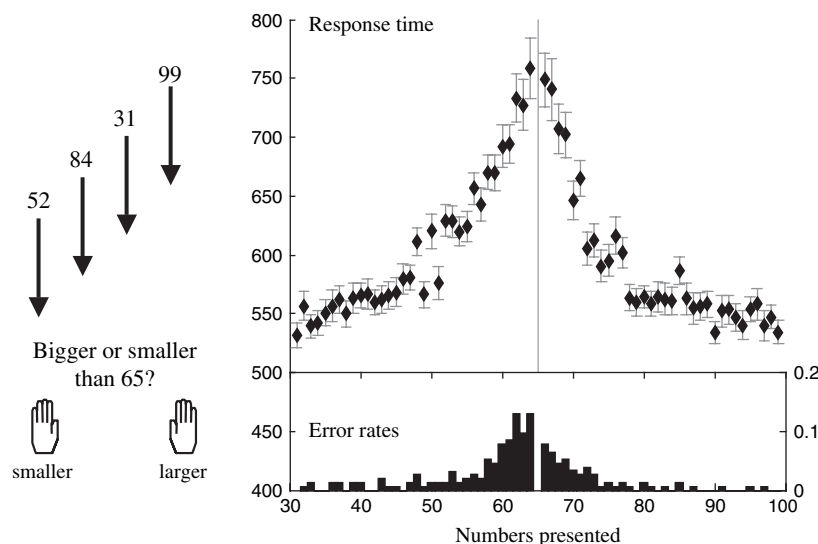 99
31
84
52
Bigger or smaller
than 65?
smaller
larger
Response time
800
750
700
650
600
550
500
450
400
Error rates
0.2
0.1
0
30 40 50 60 70 80 90 100
Numbers presented